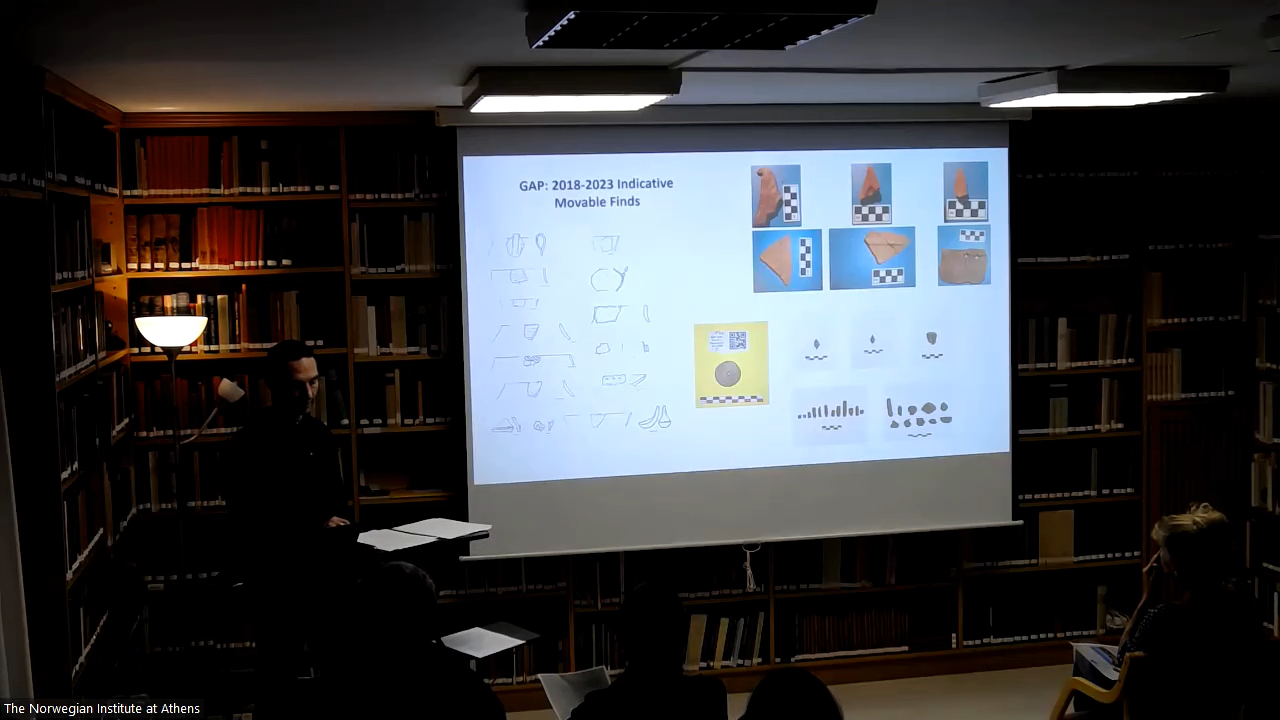 GAP: 2018-2023 Indicative
Movable Finds
The Norwegian Institute at Athens